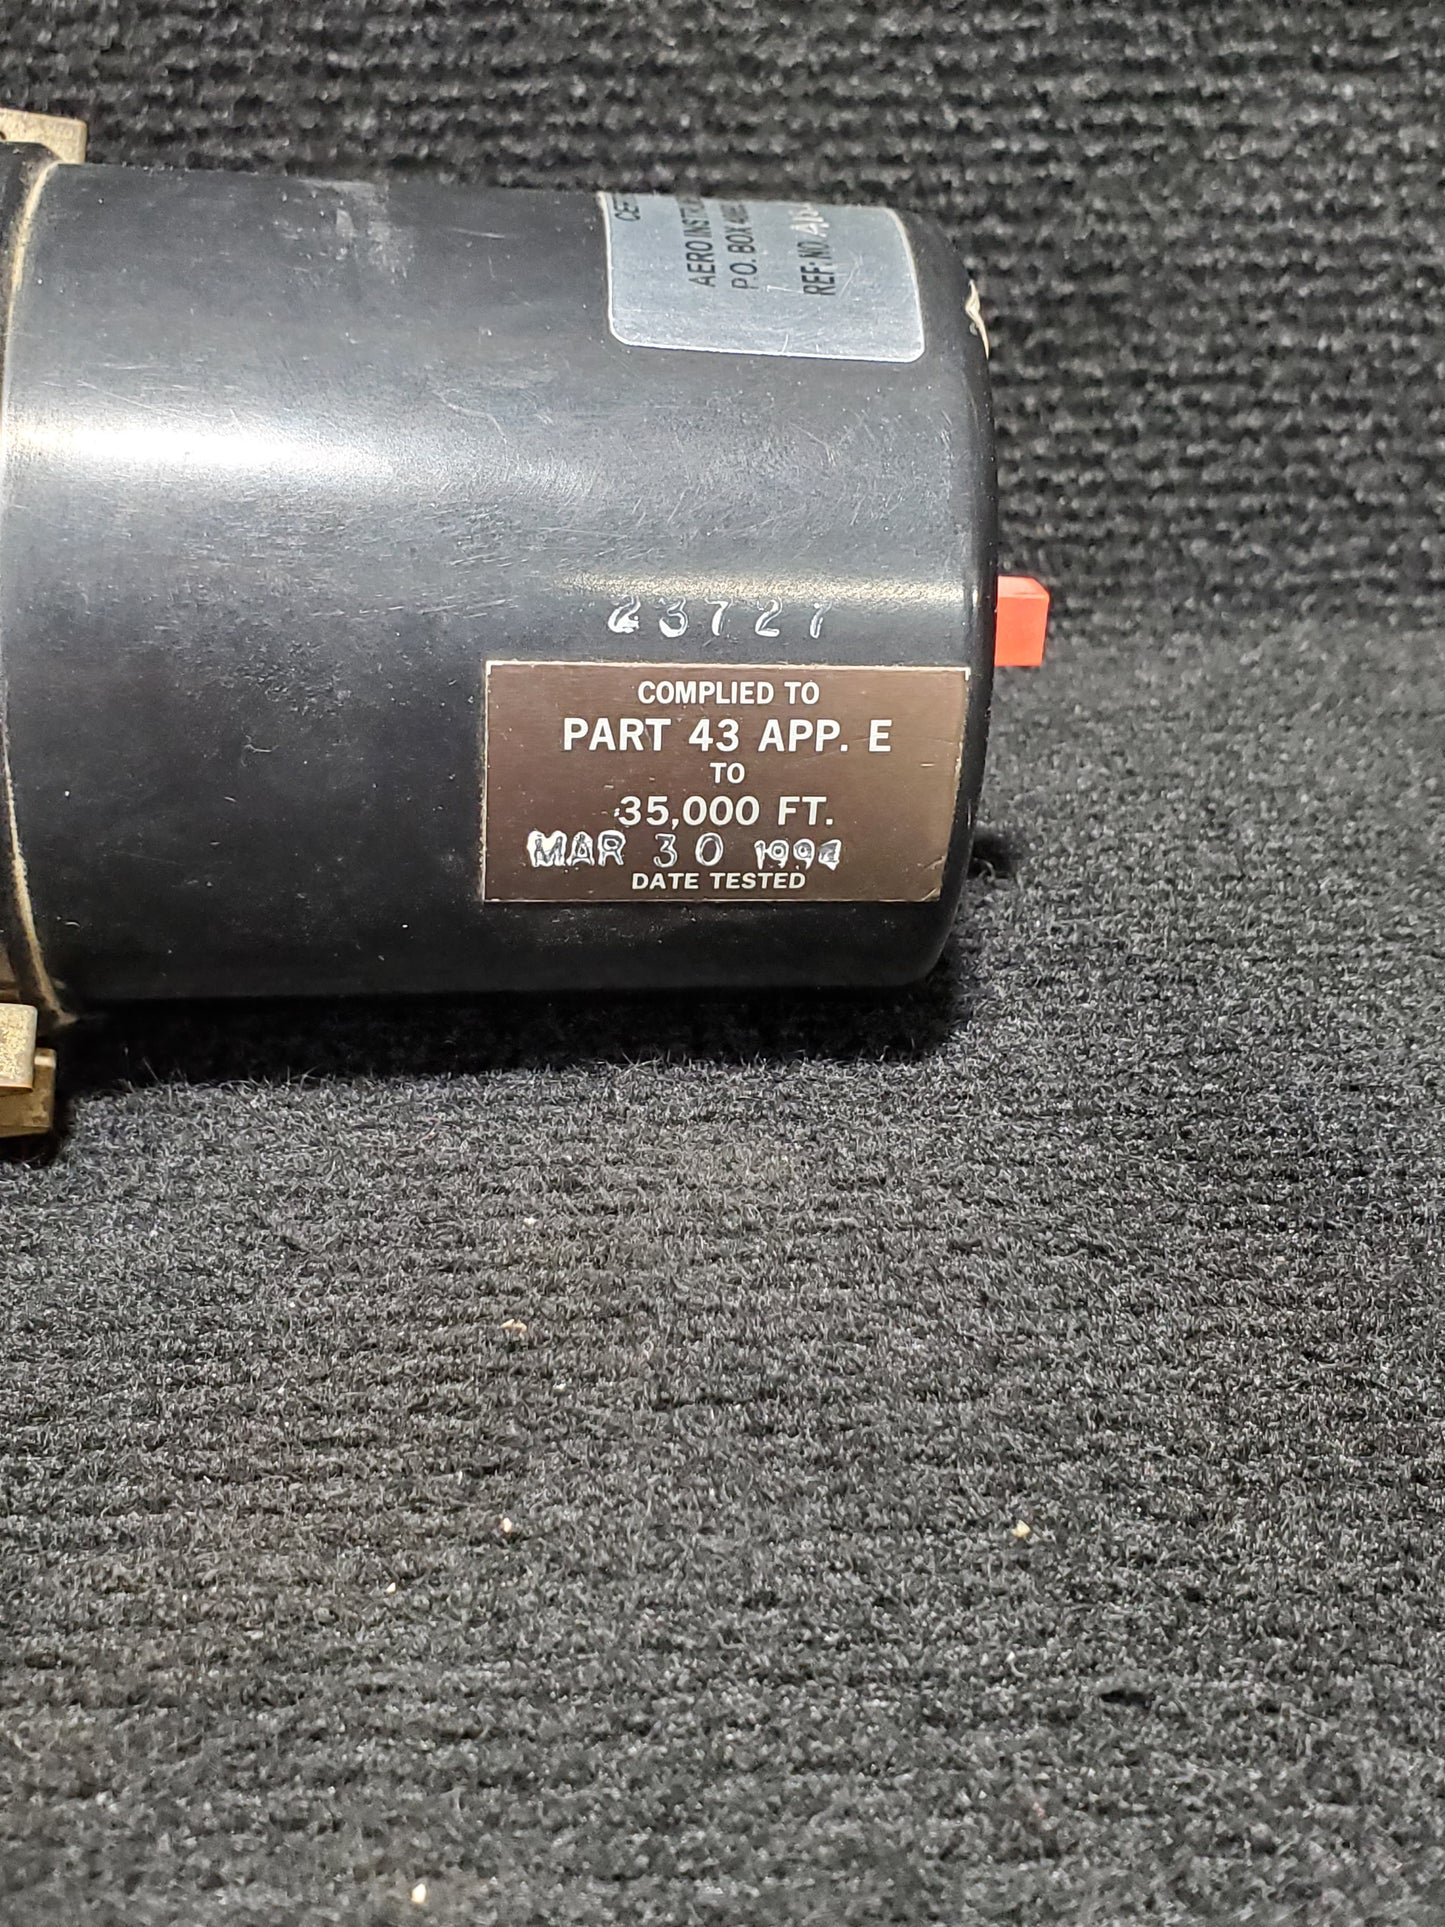 AERO
P.O. BOX
REF. NO.
23727
COMPLIED TO
PART 43 APP. E
TO
35,000 FT.
MAR 30 1994
DATE TESTED